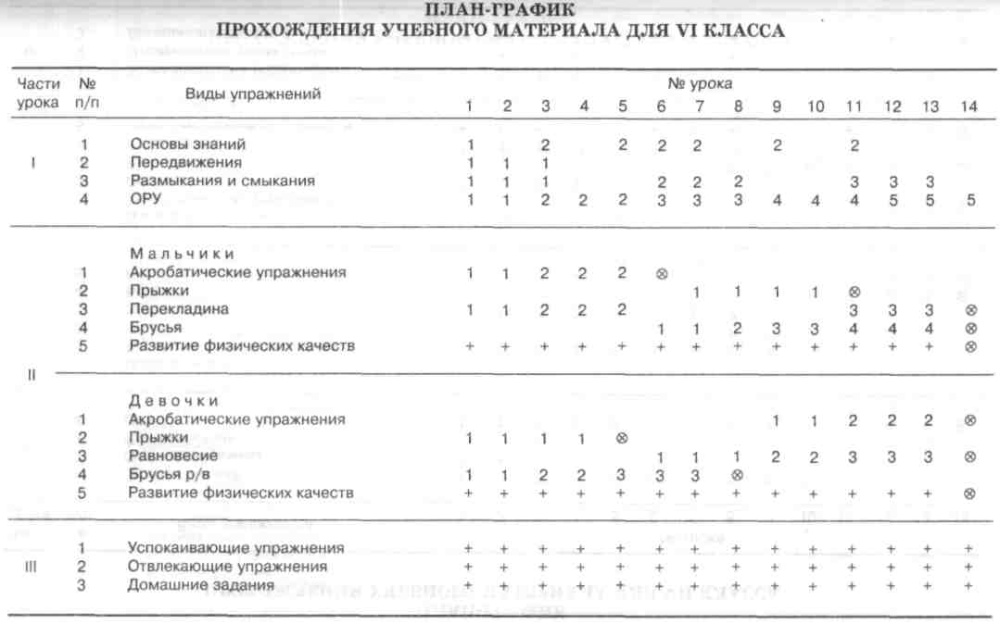 ПЛАН-ГРАФИК
ПРОХОЖДЕНИЯ УЧЕБНОГО МАТЕРИАЛА ДЛЯ VI КЛАССА
Части № Виды упражнений № урока
урока п/п 1 2 3 4 5 6 7 8 9 10 11 12 13 14
1 Основы знаний 1 2 2 2 2 2 2
I 2 Передвижения 1 1 1
3 Размыкания и смыкания 1 1 1 2 2 2 3 3 3
4 ОРУ 1 1 2 2 2 3 3 3 4 4 4 5 5 5
Мальчики
1 Акробатические упражнения 1 1 2 2 2 ⊗
2 Прыжки 1 1 1 1 ⊗
3 Перекладина 1 1 2 2 2 3 3 3 ⊗
4 Брусья 1 1 2 3 3 4 4 4 ⊗
5 Развитие физических качеств + + + + + + + + + + + + + ⊗
II
Девочки
1 Акробатические упражнения 1 1 2 2 2 ⊗
2 Прыжки 1 1 1 1 ⊗
3 Равновесие 1 1 1 2 2 3 3 3 ⊗
4 Брусья р/в 1 1 2 2 3 3 3 ⊗
5 Развитие физических качеств + + + + + + + + + + + + + ⊗
1 Успокаивающие упражнения + + + + + + + + + + + + + +
III 2 Отвлекающие упражнения + + + + + + + + + + + + + +
3 Домашние задания + + + + + + + + + + + + + +